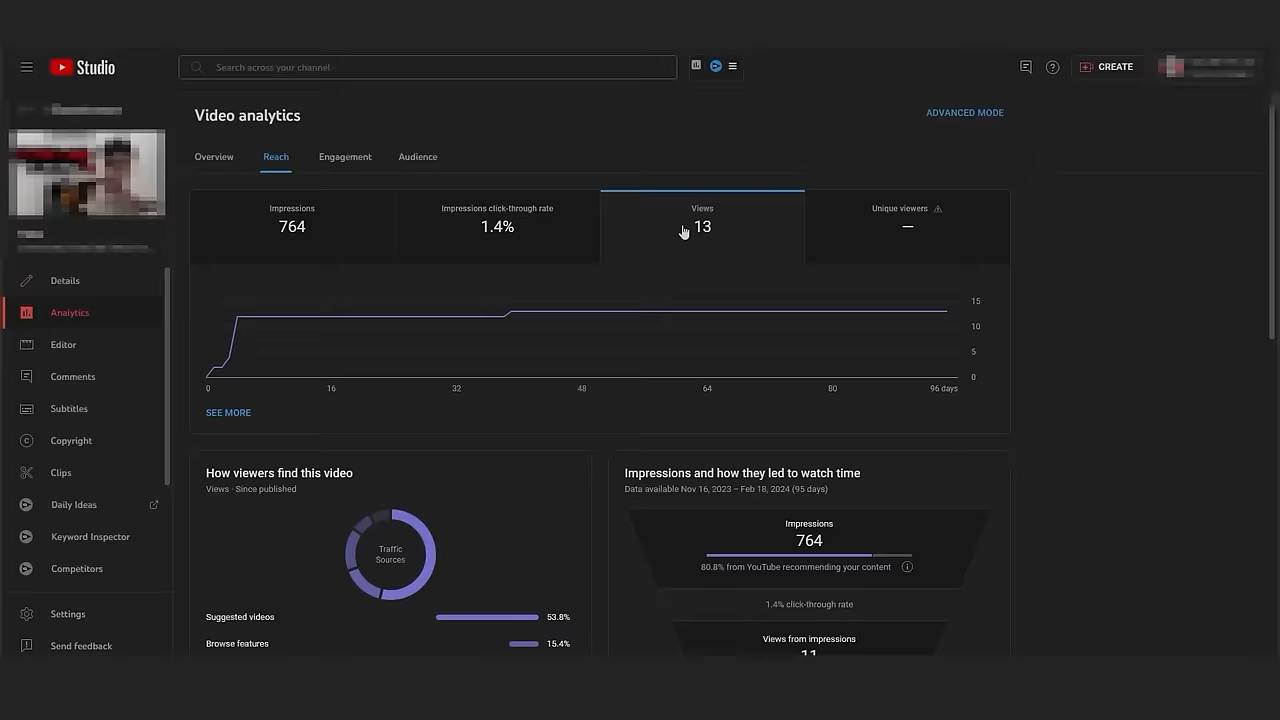 Studio
Search across your channel
CREATE
Video analytics
ADVANCED MODE
Overview
Reach
Engagement
Audience
Impressions
764
Impressions click-through rate
1.4%
Views
13
Unique viewers
—
15
10
5
0
0
16
32
48
64
80
96 days
SEE MORE
Details
Analytics
Editor
Comments
Subtitles
Copyright
Clips
Daily Ideas
Keyword Inspector
Competitors
Settings
Send feedback
How viewers find this video
Views · Since published
Traffic
Sources
Suggested videos
53.8%
Browse features
15.4%
Impressions and how they led to watch time
Data available Nov 16, 2023 – Feb 18, 2024 (95 days)
Impressions
764
80.8% from YouTube recommending your content
1.4% click-through rate
Views from impressions
11